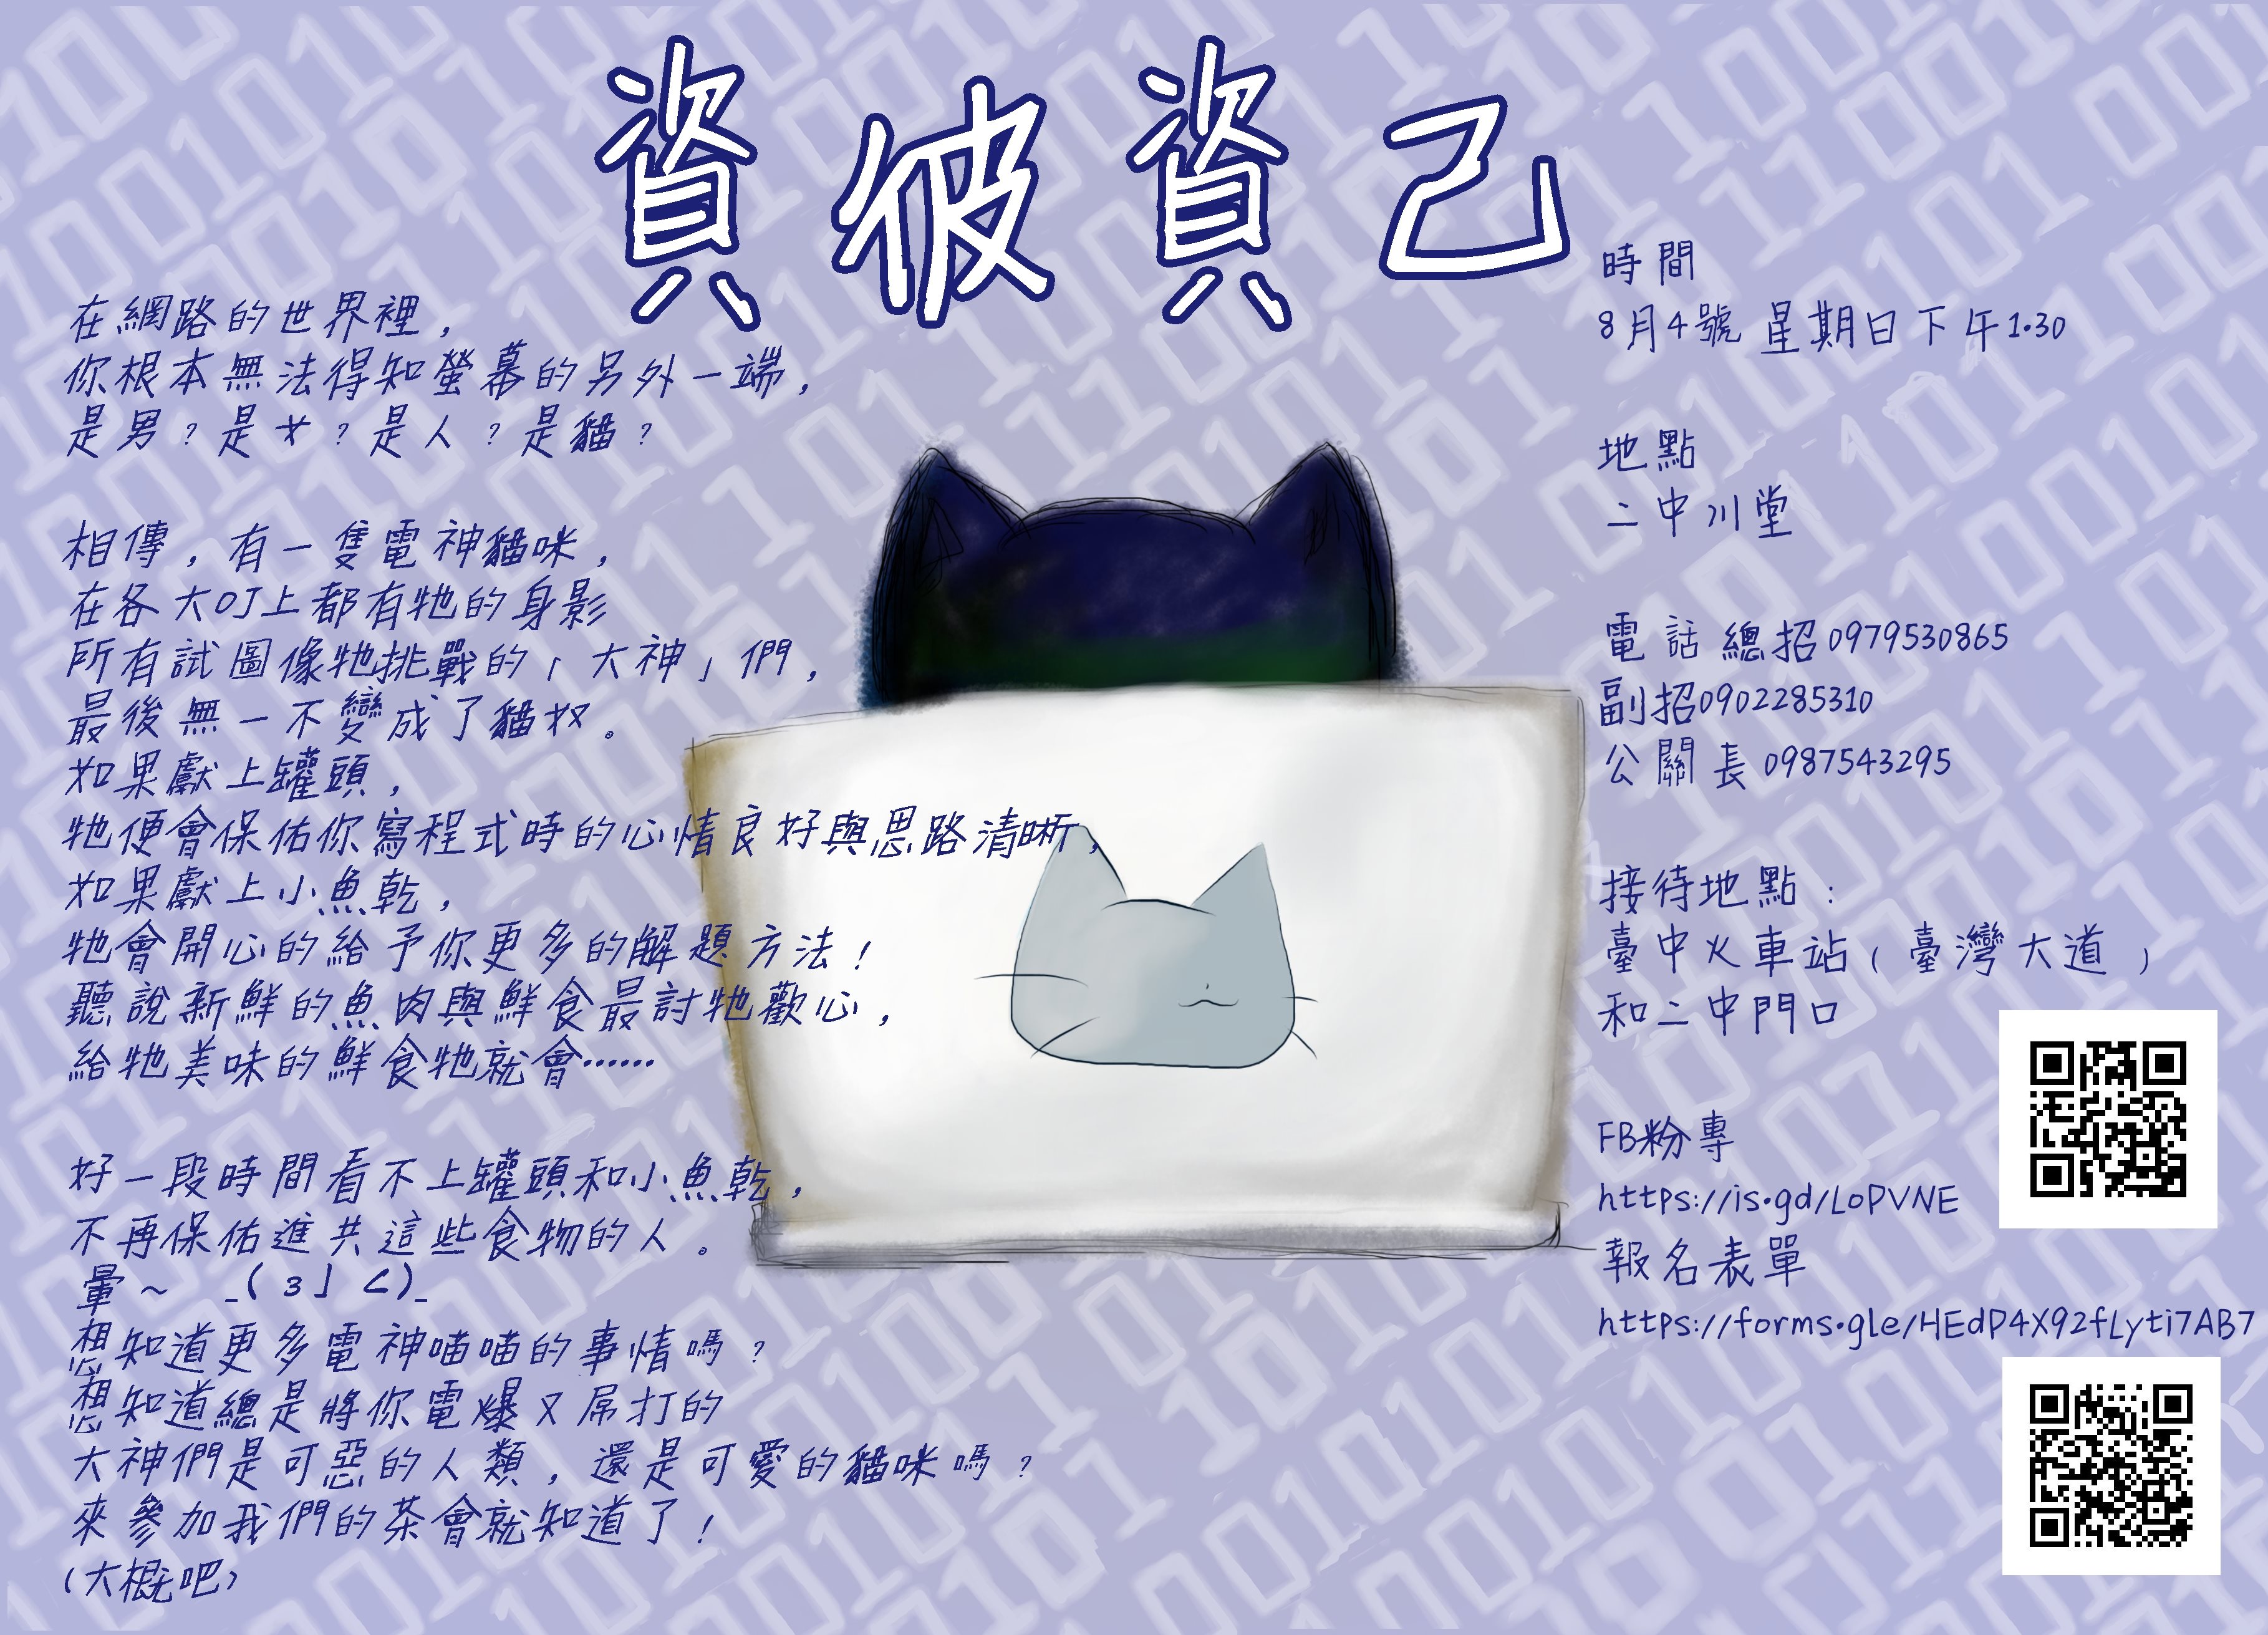 資彼資己
在網路的世界裡，
你根本無法得知螢幕的另外一端，
是男？是女？是人？是貓？
相傳，有一隻電神貓咪，
在各大OJ上都有牠的身影
所有試圖像牠挑戰的「大神」們，
最後無一不變成了貓奴。
如果獻上罐頭，
牠便會保佑你寫程式時的心情良好與思路清晰，
如果獻上小魚乾，
牠會開心的給予你更多的解題方法！
聽說新鮮的魚肉與鮮食最討牠歡心，
給牠美味的鮮食牠就會……
好一段時間看不上罐頭和小魚乾，
不再保佑進共這些食物的人。
暈～ _(3」∠)_
想知道更多電神喵喵的事情嗎？
想知道總是將你電爆又屌打的
大神們是可惡的人類，還是可愛的貓咪嗎？
來參加我們的茶會就知道了！
（大概吧）
時間
8月4號 星期日下午1:30
地點
二中川堂
電話 總招0979530865
副招0902285310
公關長 0987543295
接待地點：
臺中火車站（臺灣大道）
和二中門口
FB粉專
https://is.gd/LoPVNE
報名表單
https://forms.gle/HEdP4X92fLyti7AB7